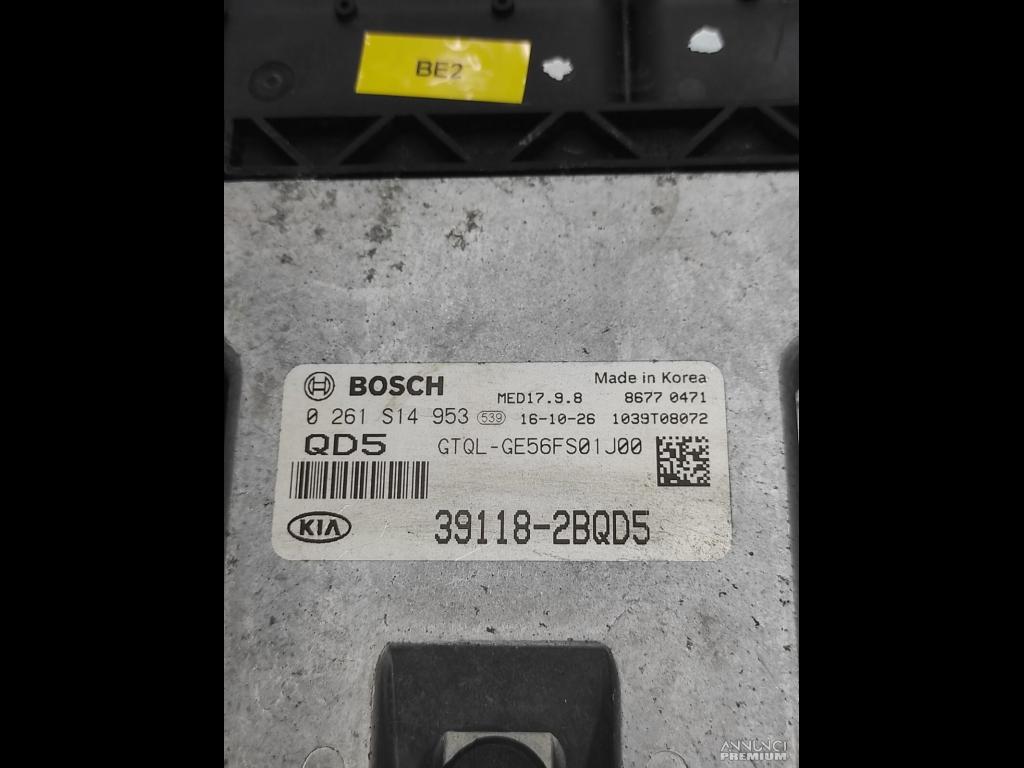 BE2
BOSCH
Made in Korea
MED17.9.8 8677 0471
0 261 S14 953 539 16-10-26 1039T08072
QD5 GTQL-GE56FS01J00
KIA 39118-2BQD5
ANNUNCI
PREMIUM